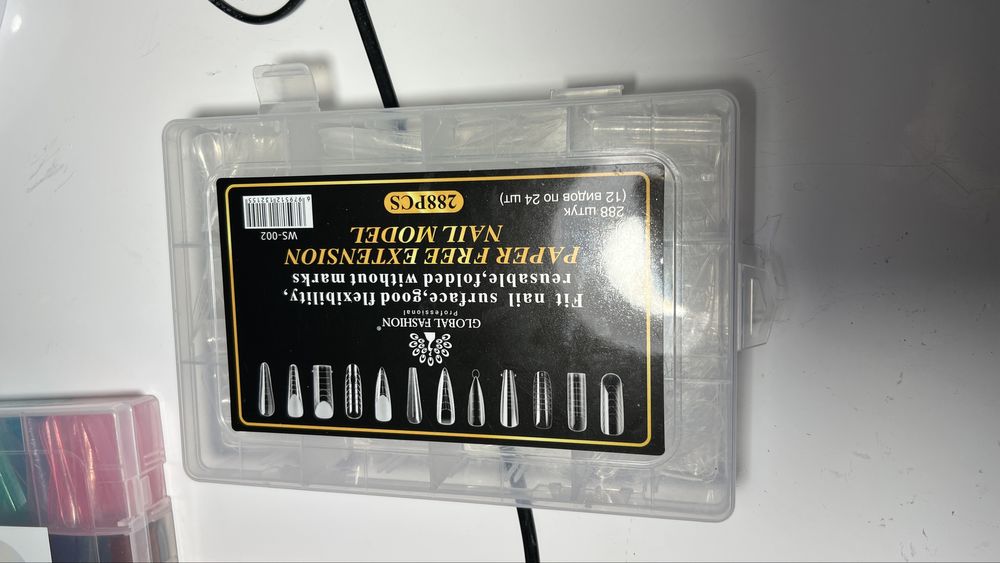 GLOBAL FASHION®
Professional
Fit nail surface,good flexibility,
reusable,folded without marks
PAPER FREE EXTENSION
NAIL MODEL
288 штук
(12 видов по 24 шт)
288PCS
WS-002